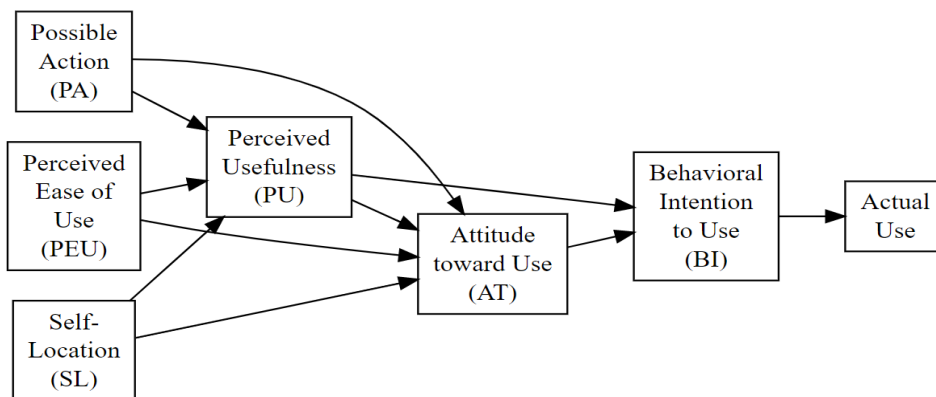 Possible
Action
(PA)
Perceived
Ease of
Use
(PEU)
Self-
Location
(SL)
Perceived
Usefulness
(PU)
Attitude
toward Use
(AT)
Behavioral
Intention
to Use
(BI)
Actual
Use